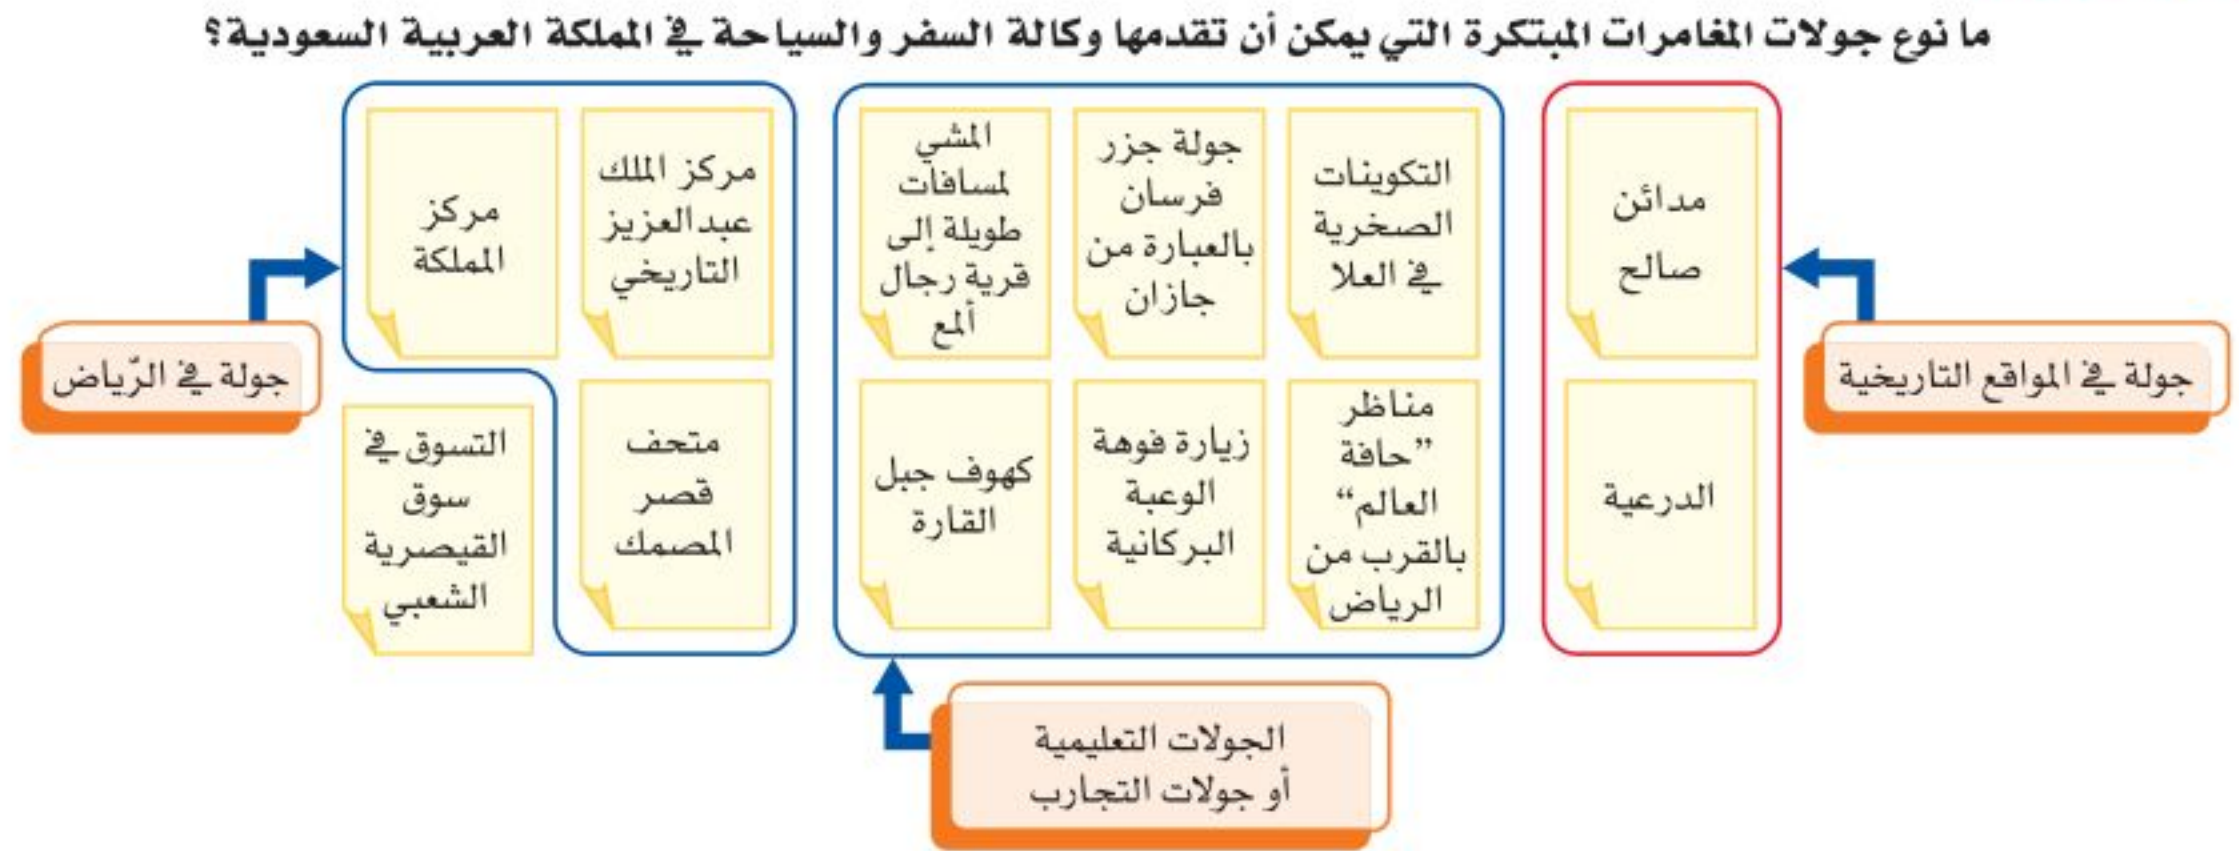 ما نوع جولات المغامرات المبتكرة التي يمكن أن تقدمها وكالة السفر والسياحة في المملكة العربية السعودية؟
جولة في المواقع التاريخية
مدائن
صالح
الدرعية
التكوينات
الصخرية
في العلا
جولة جزر
فرسان
بالعبارة من
جازان
المشي
لمسافات
طويلة إلى
قرية رجال
ألمع
مناظر
”حافة
العالم“
بالقرب من
الرياض
زيارة فوهة
الوعبة
البركانية
كهوف جبل
القارة
الجولات التعليمية
أو جولات التجارب
مركز الملك
عبدالعزيز
التاريخي
مركز
المملكة
متحف
قصر
المصمك
التسوق في
سوق
القيصرية
الشعبي
جولة في الرّياض